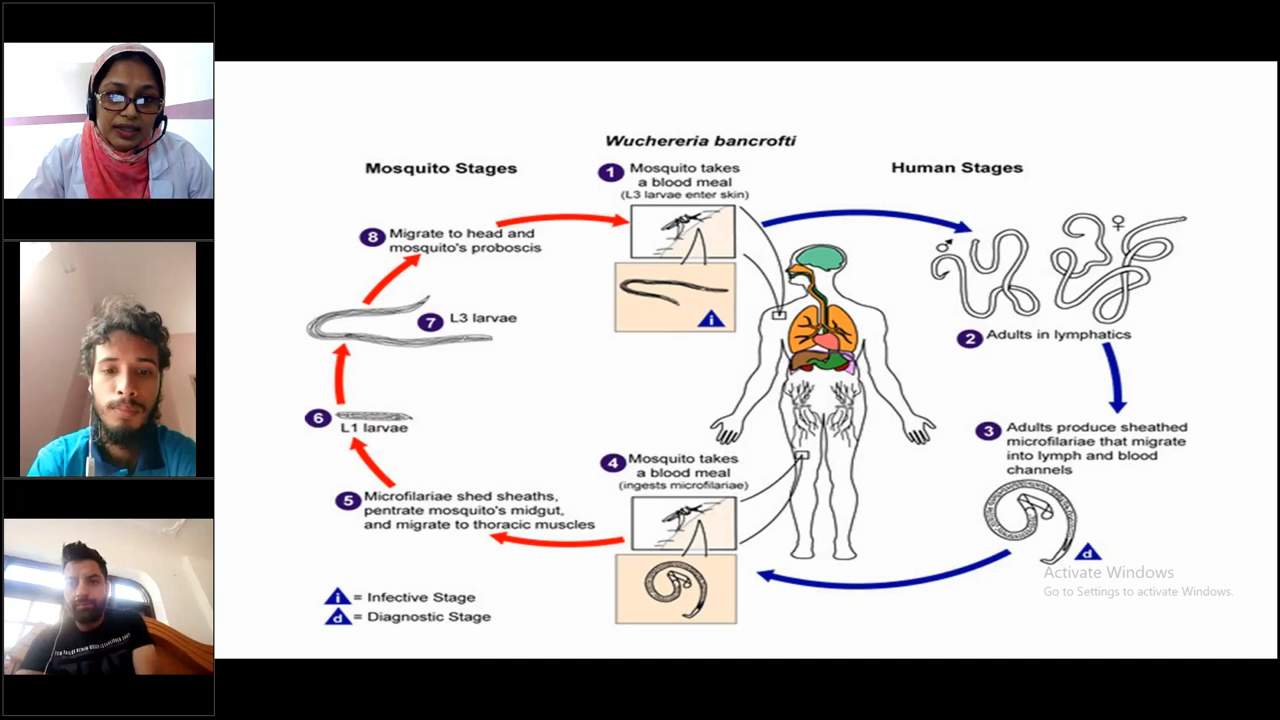 Wuchereria bancrofti
Mosquito Stages
Human Stages
1 Mosquito takes
a blood meal
(L3 larvae enter skin)
i
♂
♀
2 Adults in lymphatics
3 Adults produce sheathed
microfilariae that migrate
into lymph and blood
channels
d
4 Mosquito takes
a blood meal
(ingests microfilariae)
5 Microfilariae shed sheaths,
pentrate mosquito's midgut,
and migrate to thoracic muscles
6 L1 larvae
7 L3 larvae
8 Migrate to head and
mosquito's proboscis
i = Infective Stage
d = Diagnostic Stage
Activate Windows
Go to Settings to activate Windows.